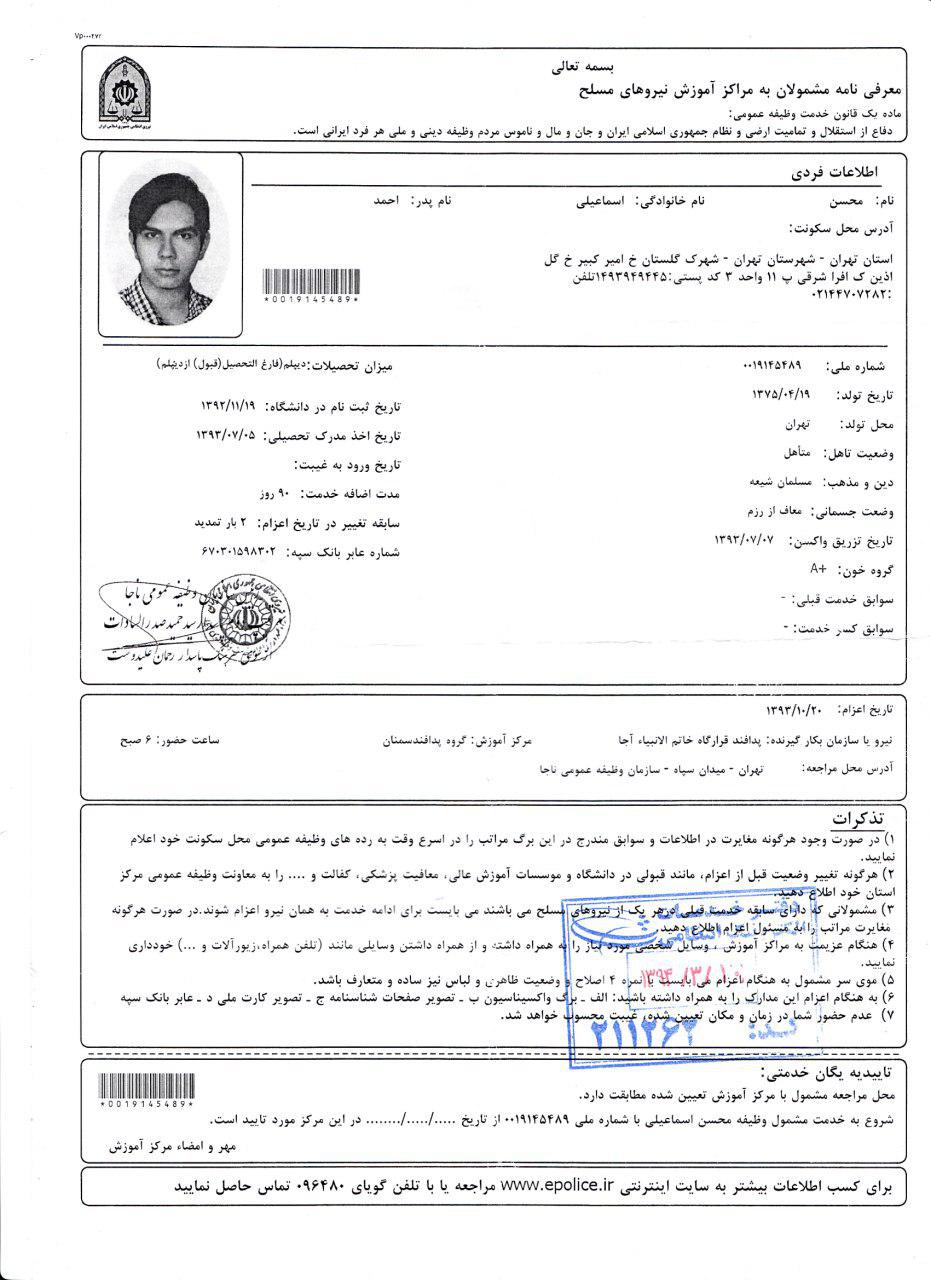 Vp۰۰۰۲۷۲
بسمه تعالی
معرفی نامه مشمولان به مراکز آموزش نیروهای مسلح
ماده یک قانون خدمت وظیفه عمومی:
دفاع از استقلال و تمامیت ارضی و نظام جمهوری اسلامی ایران و جان و مال و ناموس مردم وظیفه دینی و ملی هر فرد ایرانی است.
نیروی انتظامی جمهوری اسلامی ایران
اطلاعات فردی
نام: محسن نام خانوادگی: اسماعیلی نام پدر: احمد
آدرس محل سکونت:
استان تهران - شهرستان تهران - شهرک گلستان خ امیر کبیر خ گل
اذین ک افرا شرقی پ ۱۱ واحد ۳ کد پستی:۱۴۹۳۹۴۹۴۴۵تلفن
:۰۲۱۴۴۷۰۷۲۸۲
*0019145489*
شماره ملی: ۰۰۱۹۱۴۵۴۸۹
تاریخ تولد: ۱۳۷۵/۰۴/۱۹
محل تولد: تهران
وضعیت تاهل: متأهل
دین و مذهب: مسلمان شیعه
وضعت جسمانی: معاف از رزم
تاریخ تزریق واکسن: ۱۳۹۳/۰۷/۰۷
گروه خون: A+
سوابق خدمت قبلی: -
سوابق کسر خدمت: -
میزان تحصیلات:دیپلم(فارغ التحصیل(قبول) ازدیپلم)
تاریخ ثبت نام در دانشگاه: ۱۳۹۲/۱۱/۱۹
تاریخ اخذ مدرک تحصیلی: ۱۳۹۳/۰۷/۰۵
تاریخ ورود به غیبت:
مدت اضافه خدمت: ۹۰ روز
سابقه تغییر در تاریخ اعزام: ۲ بار تمدید
شماره عابر بانک سپه: ۶۷۰۳۰۱۵۹۸۳۰۲
وظیفه عمومی ناجا
سید حمید صدرالسادات
پاسدار رحمان علیدوست
تاریخ اعزام: ۱۳۹۳/۱۰/۲۰
نیرو یا سازمان بکار گیرنده: پدافند قرارگاه خاتم الانبیاء آجا مرکز آموزش: گروه پدافندسمنان ساعت حضور: ۶ صبح
آدرس محل مراجعه: تهران - میدان سپاه - سازمان وظیفه عمومی ناجا
تذکرات
۱) در صورت وجود هرگونه مغایرت در اطلاعات و سوابق مندرج در این برگ مراتب را در اسرع وقت به رده های وظیفه عمومی محل سکونت خود اعلام
نمایید.
۲) هرگونه تغییر وضعیت قبل از اعزام، مانند قبولی در دانشگاه و موسسات آموزش عالی، معافیت پزشکی، کفالت و .... را به معاونت وظیفه عمومی مرکز
استان خود اطلاع دهید.
۳) مشمولانی که دارای سابقه خدمت قبلی درهر یک از نیروهای مسلح می باشند می بایست برای ادامه خدمت به همان نیرو اعزام شوند.در صورت هرگونه
مغایرت مراتب را به مسئول اعزام اطلاع دهید.
۴) هنگام عزیمت به مراکز آموزش ، وسایل شخصی مورد نیاز را به همراه داشته و از همراه داشتن وسایلی مانند (تلفن همراه،زیورآلات و ...) خودداری
نمایید.
۵) موی سر مشمول به هنگام اعزام می بایست با نمره ۴ اصلاح و وضعیت ظاهری و لباس نیز ساده و متعارف باشد.
۶) به هنگام اعزام این مدارک را به همراه داشته باشید: الف ـ برگ واکسیناسیون ب ـ تصویر صفحات شناسنامه ج ـ تصویر کارت ملی د ـ عابر بانک سپه
۷) عدم حضور شما در زمان و مکان تعیین شده، غیبت محسوب خواهد شد.
۲۱۱۲۶۲
تاییدیه یگان خدمتی:
محل مراجعه مشمول با مرکز آموزش تعیین شده مطابقت دارد.
*0019145489*
شروع به خدمت مشمول وظیفه محسن اسماعیلی با شماره ملی ۰۰۱۹۱۴۵۴۸۹ از تاریخ ...../...../........ در این مرکز مورد تایید است.
مهر و امضاء مرکز آموزش
برای کسب اطلاعات بیشتر به سایت اینترنتی www.epolice.ir مراجعه یا با تلفن گویای ۰۹۶۴۸۰ تماس حاصل نمایید